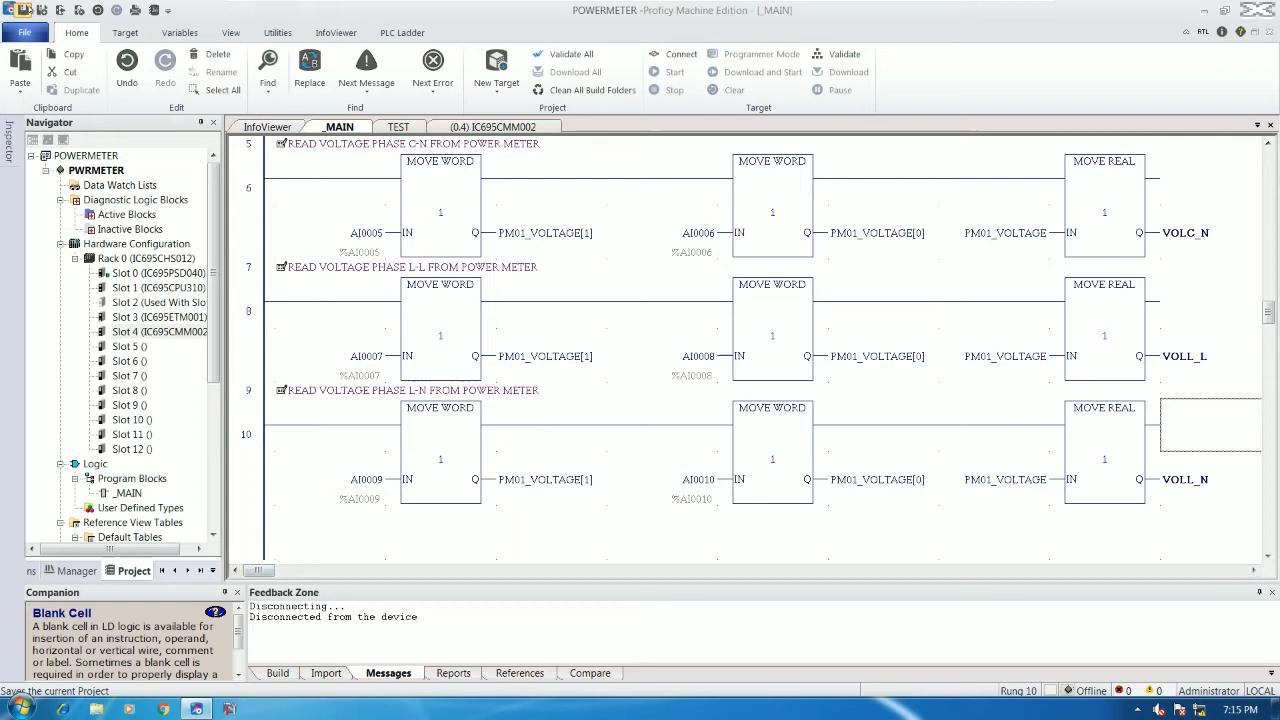 POWERMETER - Proficy Machine Edition - [_MAIN]
File Home Target Variables View Utilities InfoViewer PLC Ladder RTL
Paste Copy Cut Duplicate Clipboard
Undo Redo Delete Rename Select All Edit
Find Replace Next Message Next Error Find
New Target Validate All Download All Clean All Build Folders Project
Connect Start Stop Programmer Mode Download and Start Clear Validate Download Pause Target
Inspector
Navigator
POWERMETER
PWRMETER
Data Watch Lists
Diagnostic Logic Blocks
Active Blocks
Inactive Blocks
Hardware Configuration
Rack 0 (IC695CHS012)
Slot 0 (IC695PSD040)
Slot 1 (IC695CPU310)
Slot 2 (Used With Slo
Slot 3 (IC695ETM001)
Slot 4 (IC695CMM002
Slot 5 ()
Slot 6 ()
Slot 7 ()
Slot 8 ()
Slot 9 ()
Slot 10 ()
Slot 11 ()
Slot 12 ()
Logic
Program Blocks
_MAIN
User Defined Types
Reference View Tables
Default Tables
ns Manager Project
InfoViewer _MAIN TEST (0.4) IC695CMM002
5 READ VOLTAGE PHASE C-N FROM POWER METER
MOVE WORD MOVE WORD MOVE REAL
6
1 1 1
AI0005 IN Q PM01_VOLTAGE[1] AI0006 IN Q PM01_VOLTAGE[0] PM01_VOLTAGE IN Q VOLC_N
%AI0005 %AI0006
7 READ VOLTAGE PHASE L-L FROM POWER METER
MOVE WORD MOVE WORD MOVE REAL
8
1 1 1
AI0007 IN Q PM01_VOLTAGE[1] AI0008 IN Q PM01_VOLTAGE[0] PM01_VOLTAGE IN Q VOLL_L
%AI0007 %AI0008
9 READ VOLTAGE PHASE L-N FROM POWER METER
MOVE WORD MOVE WORD MOVE REAL
10
1 1 1
AI0009 IN Q PM01_VOLTAGE[1] AI0010 IN Q PM01_VOLTAGE[0] PM01_VOLTAGE IN Q VOLL_N
%AI0009 %AI0010
Companion
Blank Cell
A blank cell in LD logic is available for
insertion of an instruction, operand,
horizontal or vertical wire, comment
or label. Sometimes a blank cell is
required in order to properly display a
Feedback Zone
Disconnecting...
Disconnected from the device
Build Import Messages Reports References Compare
Saves the current Project Rung 10 Offline 0 0 Administrator LOCAL
7:15 PM